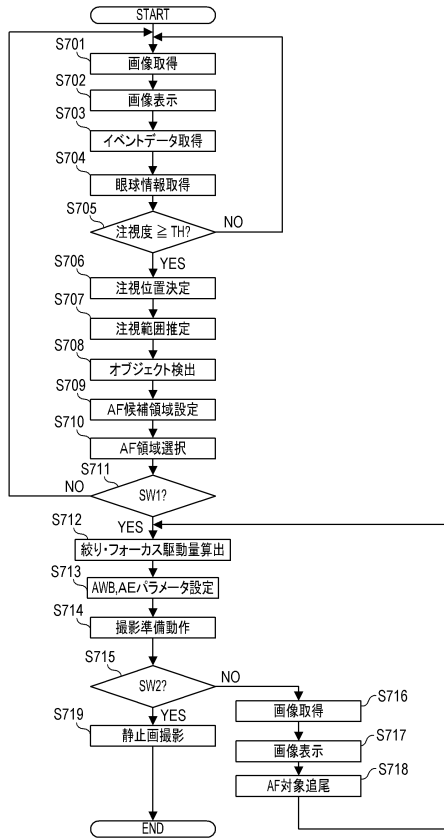 START
S701
画像取得
S702
画像表示
S703
イベントデータ取得
S704
眼球情報取得
S705
注視度 ≧ TH?
NO
YES
S706
注視位置決定
S707
注視範囲推定
S708
オブジェクト検出
S709
AF候補領域設定
S710
AF領域選択
S711
SW1?
NO
YES
S712
絞り・フォーカス駆動量算出
S713
AWB,AEパラメータ設定
S714
撮影準備動作
S715
SW2?
NO
YES
S716
画像取得
S717
画像表示
S718
AF対象追尾
S719
静止画撮影
END